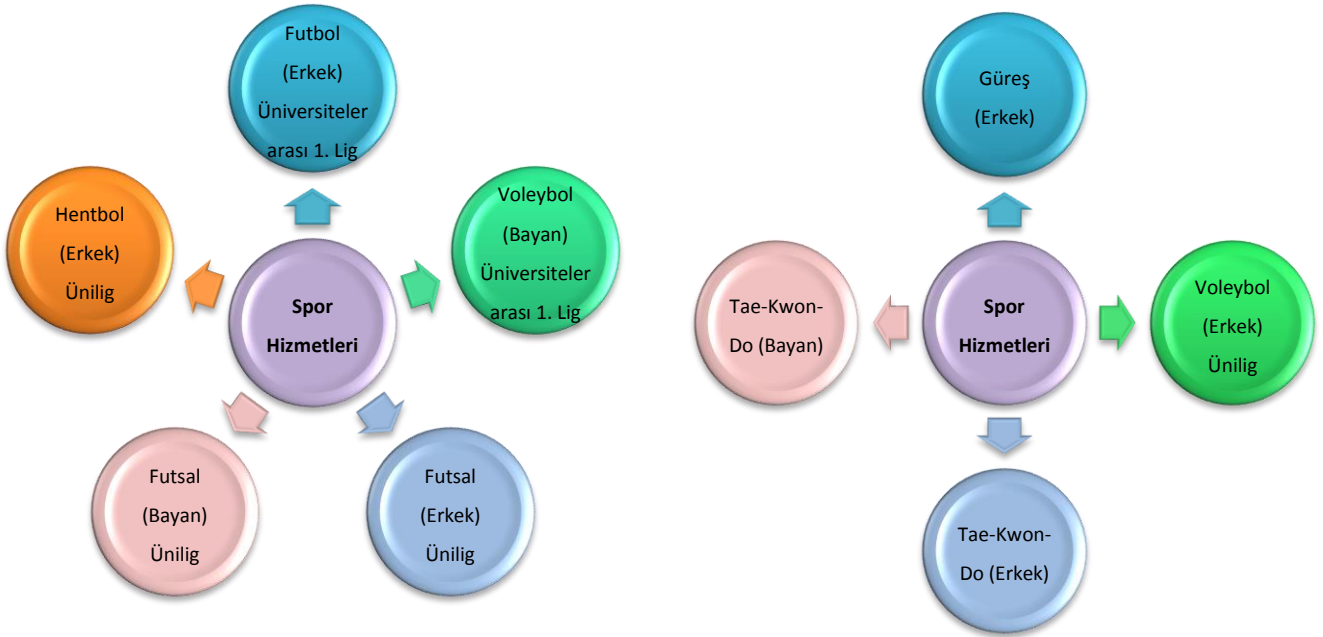 Futbol
(Erkek)
Üniversiteler
arası 1. Lig
Voleybol
(Bayan)
Üniversiteler
arası 1. Lig
Futsal
(Erkek)
Ünilig
Futsal
(Bayan)
Ünilig
Hentbol
(Erkek)
Ünilig
Spor
Hizmetleri
Güreş
(Erkek)
Voleybol
(Erkek)
Ünilig
Tae-Kwon-
Do (Erkek)
Tae-Kwon-
Do (Bayan)
Spor
Hizmetleri